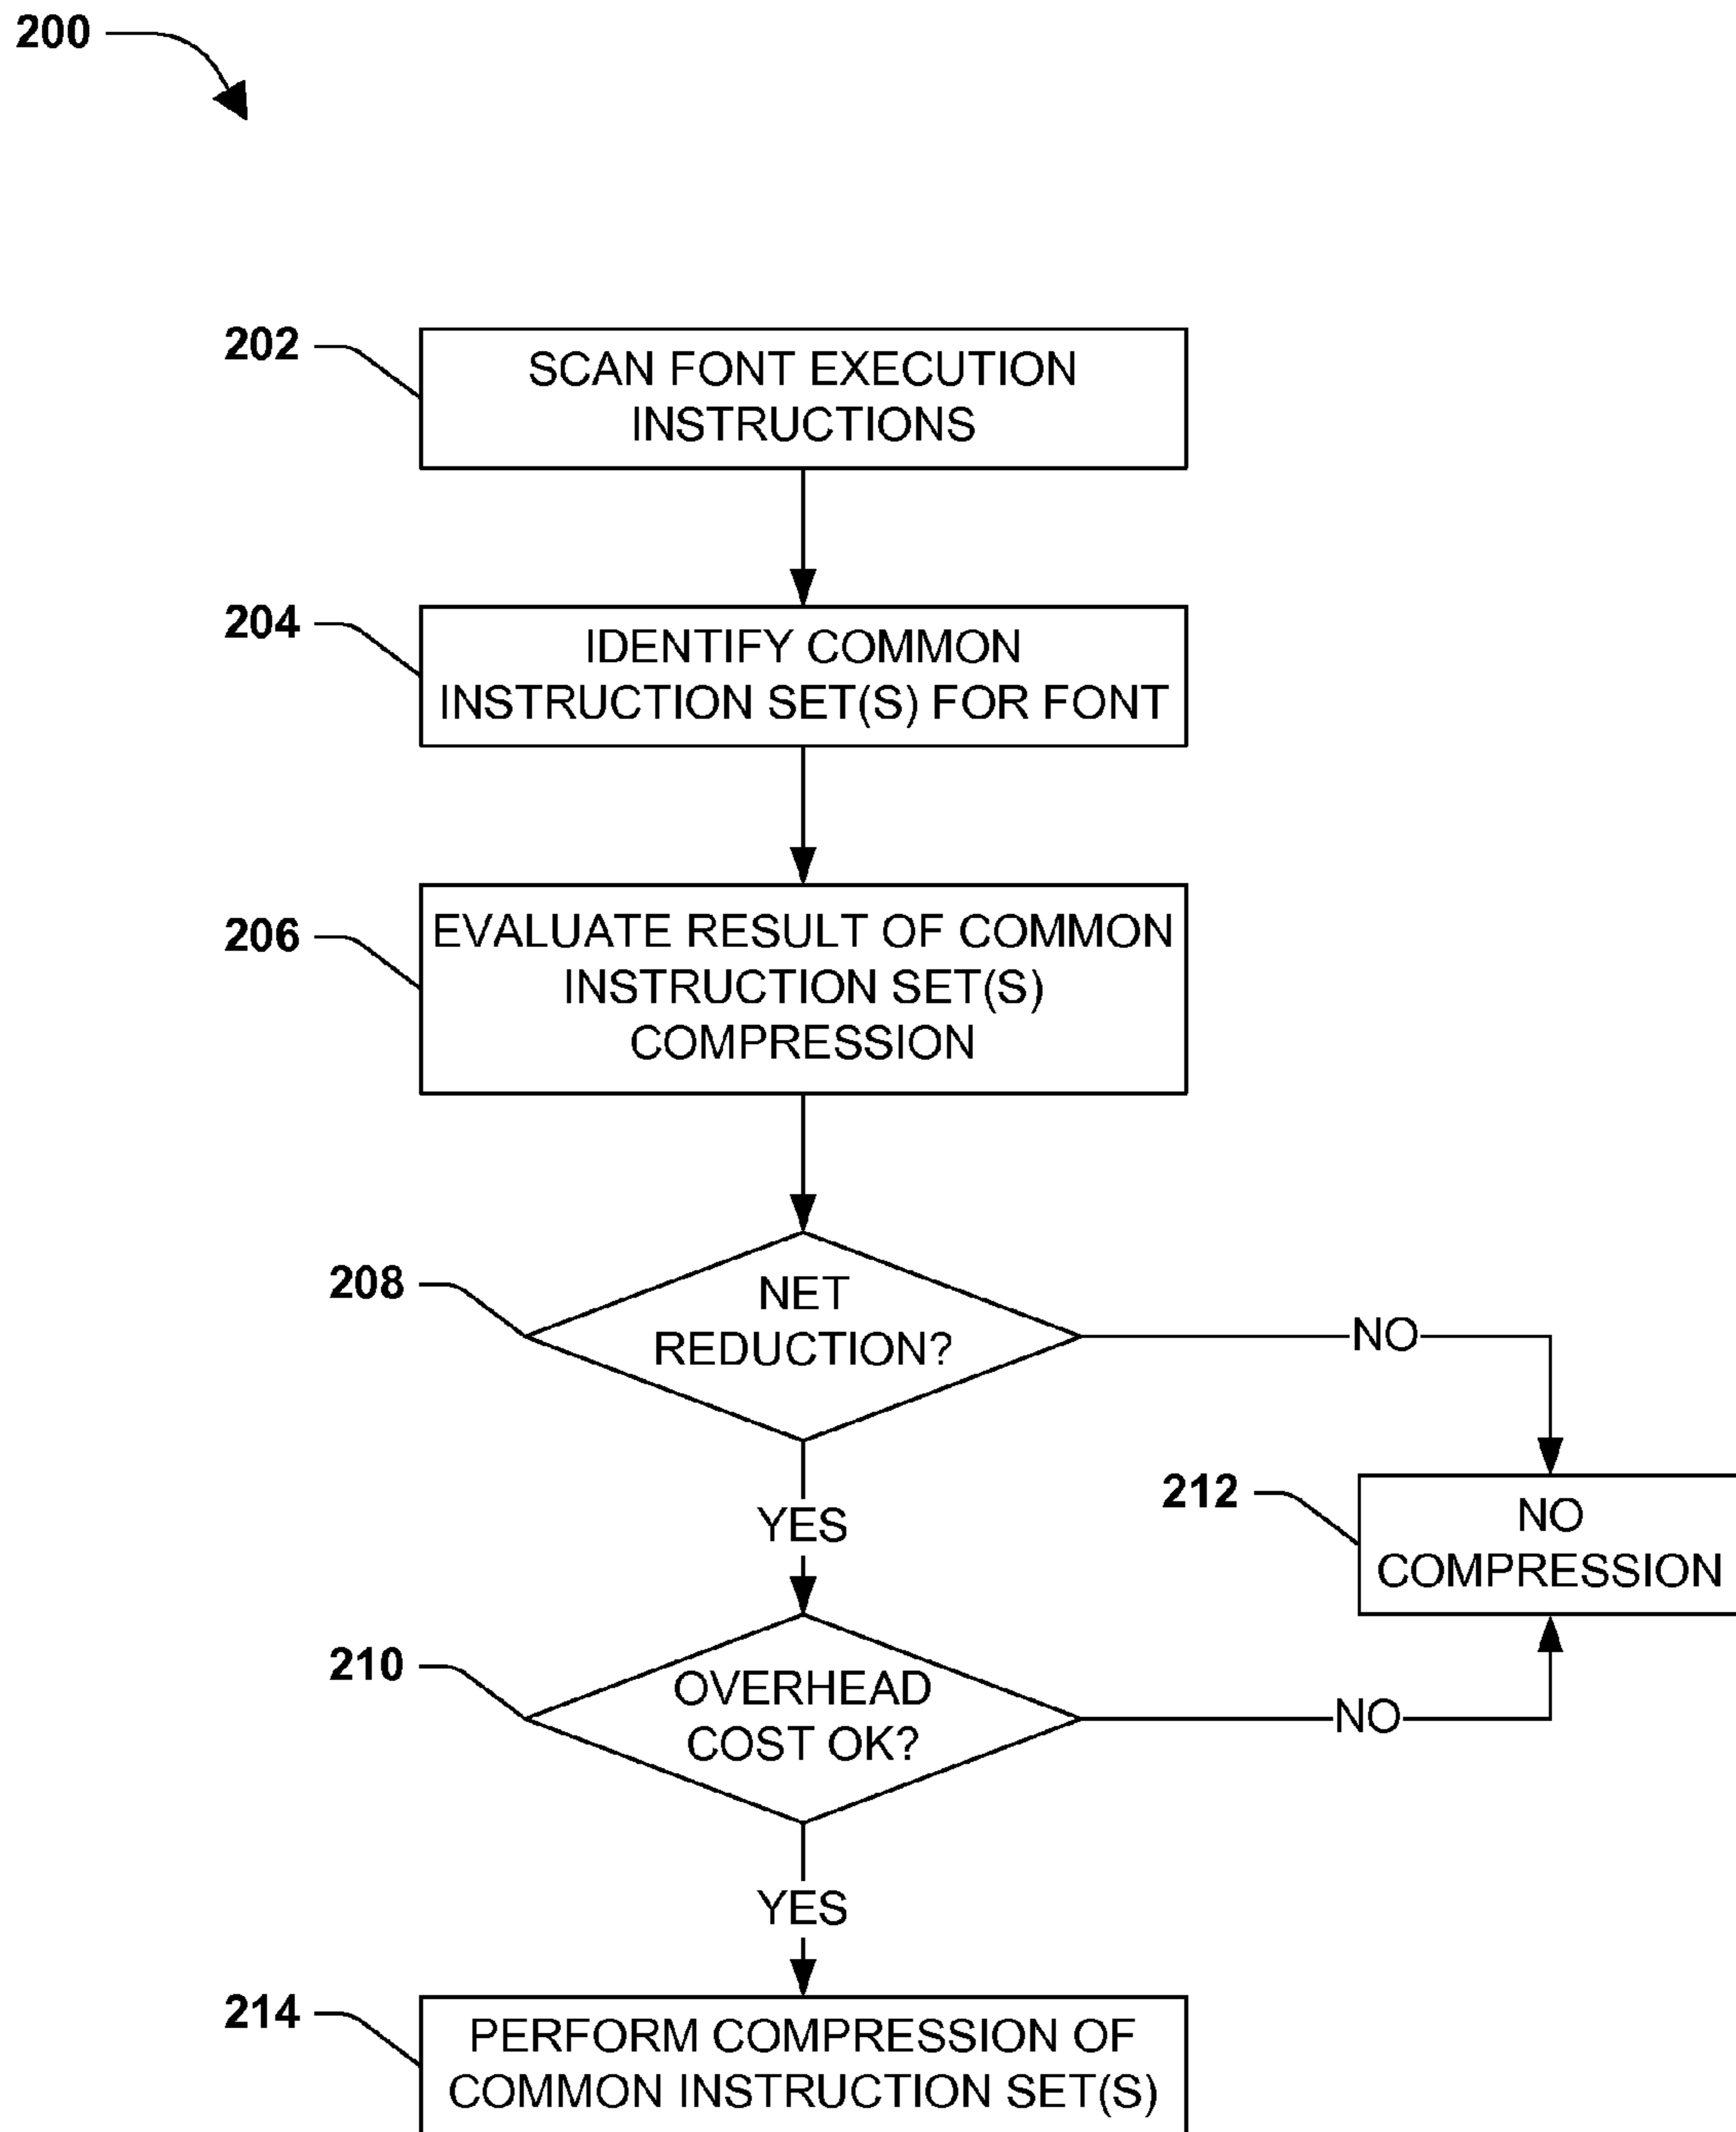 200
202
SCAN FONT EXECUTION
INSTRUCTIONS
204
IDENTIFY COMMON
INSTRUCTION SET(S) FOR FONT
206
EVALUATE RESULT OF COMMON
INSTRUCTION SET(S)
COMPRESSION
208
NET
REDUCTION?
NO
YES
212
NO
COMPRESSION
210
OVERHEAD
COST OK?
NO
YES
214
PERFORM COMPRESSION OF
COMMON INSTRUCTION SET(S)